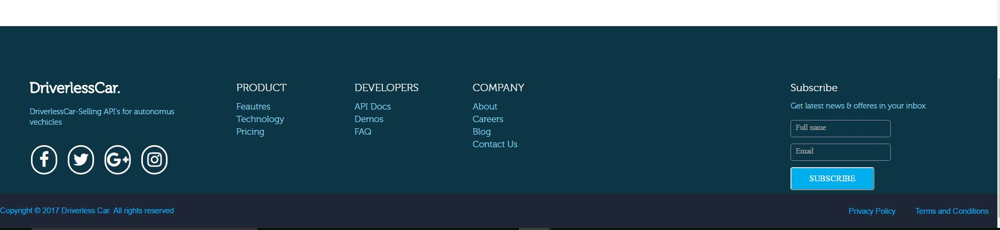 DriverlessCar.
DriverlessCar-Selling API's for autonomus
vechicles
PRODUCT
Feautres
Technology
Pricing
DEVELOPERS
API Docs
Demos
FAQ
COMPANY
About
Careers
Blog
Contact Us
Subscribe
Get latest news & offeres in your inbox.
Full name
Email
SUBSCRIBE
Copyright © 2017 Driverless Car. All rights reserved
Privacy Policy
Terms and Conditions